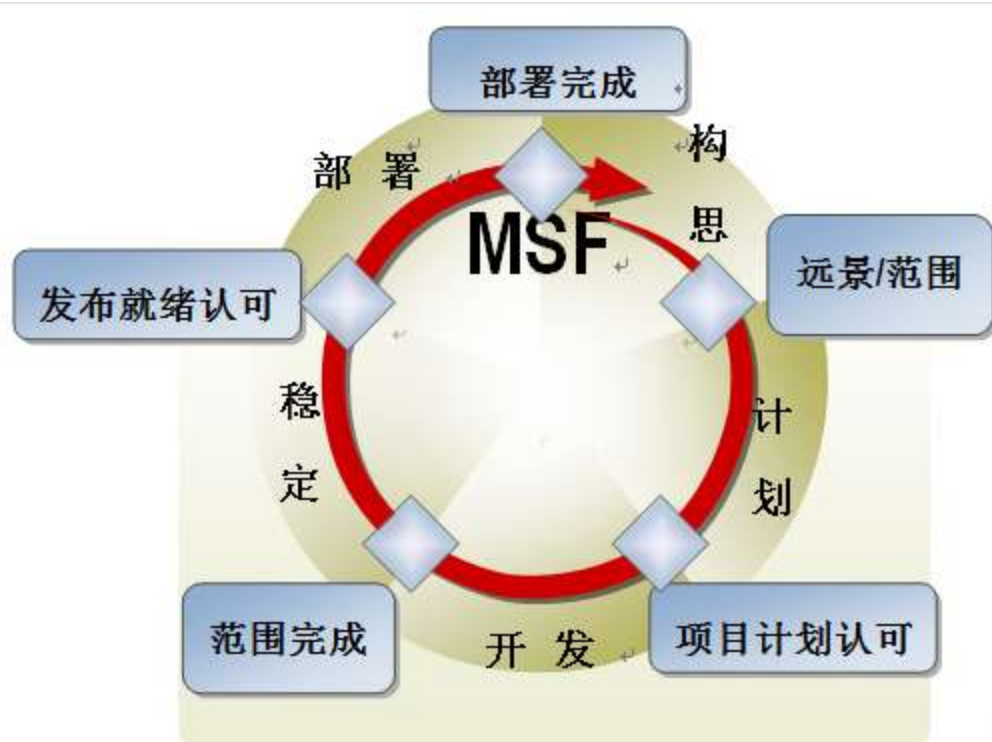 部署完成
部署
构思
MSF
远景/范围
发布就绪认可
稳定
计划
范围完成
开发
项目计划认可